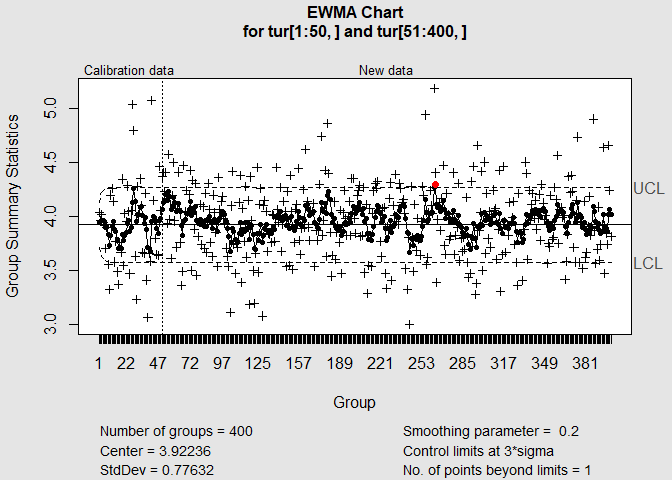 EWMA Chart
for tur[1:50, ] and tur[51:400, ]
Calibration data New data
Group Summary Statistics
5.0
4.5
4.0
3.5
3.0
UCL
LCL
1 22 47 72 97 125 157 189 221 253 285 317 349 381
Group
Number of groups = 400
Center = 3.92236
StdDev = 0.77632
Smoothing parameter = 0.2
Control limits at 3*sigma
No. of points beyond limits = 1